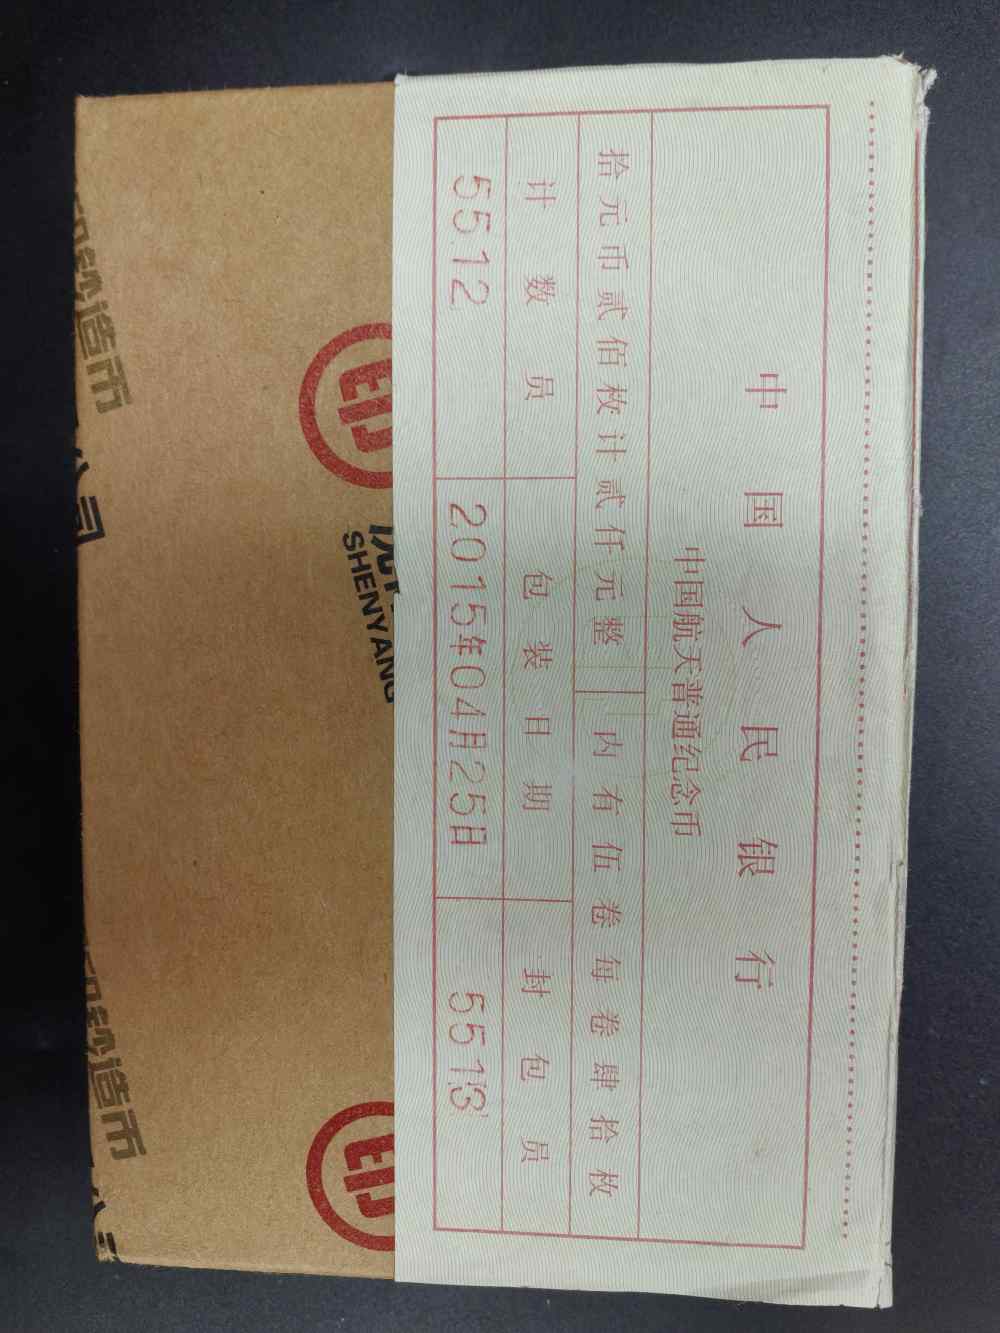 中国人民银行
中国航天普通纪念币
拾元币贰佰枚计贰仟元整 内有伍卷每卷肆拾枚
计数员 包装日期 封包员
5512 2015年04月25日 5513
SHENYANG
印钞造币
公司
印钞造币